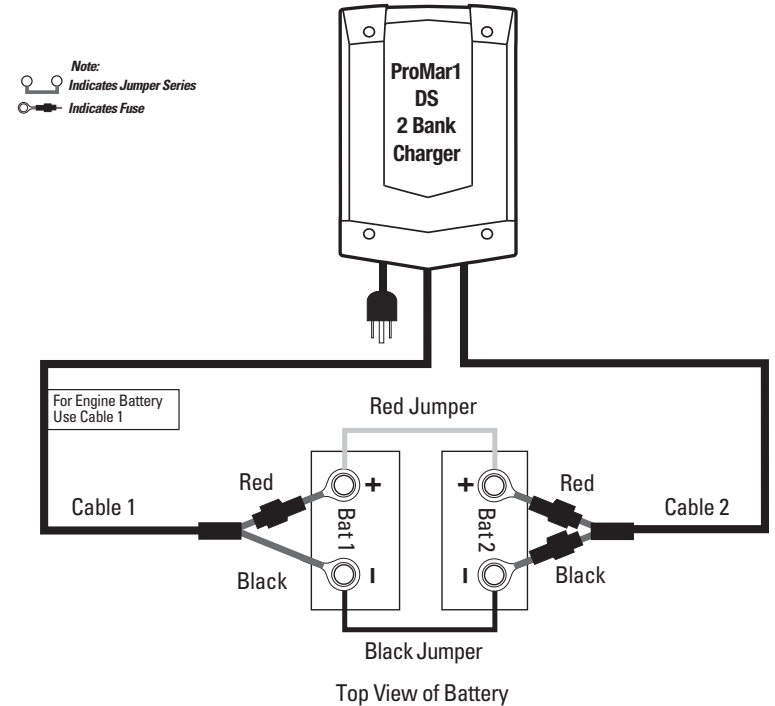 Note:
Indicates Jumper Series
Indicates Fuse
ProMar1
DS
2 Bank
Charger
For Engine Battery
Use Cable 1
Red Jumper
Cable 1
Red
Black
+
Bat 1
–
+
Bat 2
–
Red
Black
Cable 2
Black Jumper
Top View of Battery